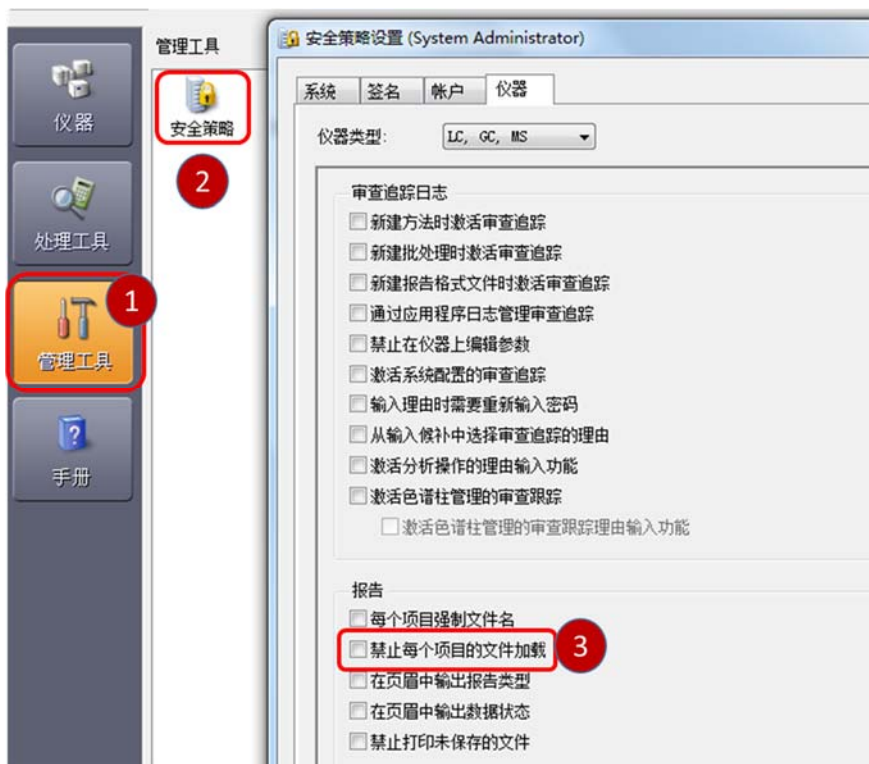 仪器
处理工具
1
管理工具
手册
管理工具
安全策略
2
安全策略设置 (System Administrator)
系统 签名 帐户 仪器
仪器类型: LC, GC, MS
审查追踪日志
新建方法时激活审查追踪
新建批处理时激活审查追踪
新建报告格式文件时激活审查追踪
通过应用程序日志管理审查追踪
禁止在仪器上编辑参数
激活系统配置的审查追踪
输入理由时需要重新输入密码
从输入候补中选择审查追踪的理由
激活分析操作的理由输入功能
激活色谱柱管理的审查跟踪
激活色谱柱管理的审查跟踪理由输入功能
报告
每个项目强制文件名
禁止每个项目的文件加载 3
在页眉中输出报告类型
在页眉中输出数据状态
禁止打印未保存的文件